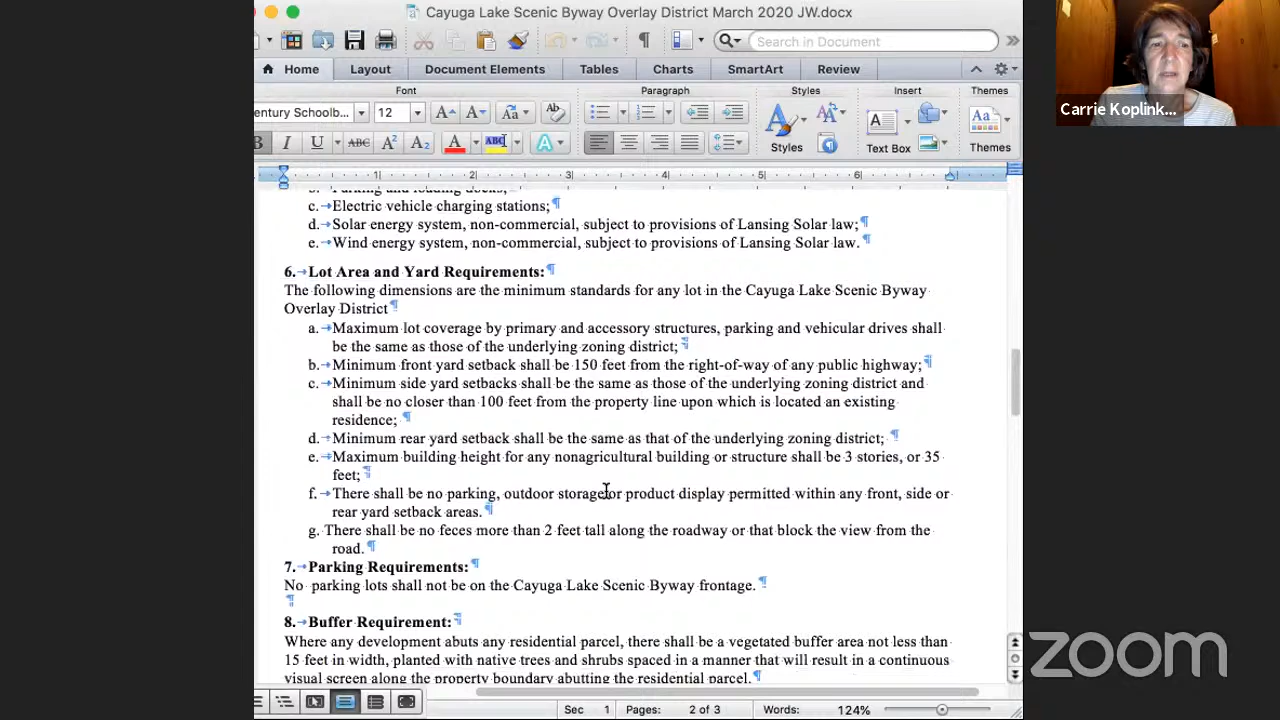 Cayuga Lake Scenic Byway Overlay District March 2020 JW.docx
Search in Document
Home Layout Document Elements Tables Charts SmartArt Review
Font Paragraph Styles Insert Themes
entury Schoolb... 12
Styles Text Box Themes
Carrie Koplink...
1 2 3 4 5 6
b. Parking and loading docks;
c. Electric vehicle charging stations;
d. Solar energy system, non-commercial, subject to provisions of Lansing Solar law;
e. Wind energy system, non-commercial, subject to provisions of Lansing Solar law.
6. Lot Area and Yard Requirements:
The following dimensions are the minimum standards for any lot in the Cayuga Lake Scenic Byway
Overlay District
a. Maximum lot coverage by primary and accessory structures, parking and vehicular drives shall
be the same as those of the underlying zoning district;
b. Minimum front yard setback shall be 150 feet from the right-of-way of any public highway;
c. Minimum side yard setbacks shall be the same as those of the underlying zoning district and
shall be no closer than 100 feet from the property line upon which is located an existing
residence;
d. Minimum rear yard setback shall be the same as that of the underlying zoning district;
e. Maximum building height for any nonagricultural building or structure shall be 3 stories, or 35
feet;
f. There shall be no parking, outdoor storage or product display permitted within any front, side or
rear yard setback areas.
g. There shall be no feces more than 2 feet tall along the roadway or that block the view from the
road.
7. Parking Requirements:
No parking lots shall not be on the Cayuga Lake Scenic Byway frontage.
8. Buffer Requirement:
Where any development abuts any residential parcel, there shall be a vegetated buffer area not less than
15 feet in width, planted with native trees and shrubs spaced in a manner that will result in a continuous
visual screen along the property boundary abutting the residential parcel.
Sec 1 Pages: 2 of 3 Words: 124%
zoom